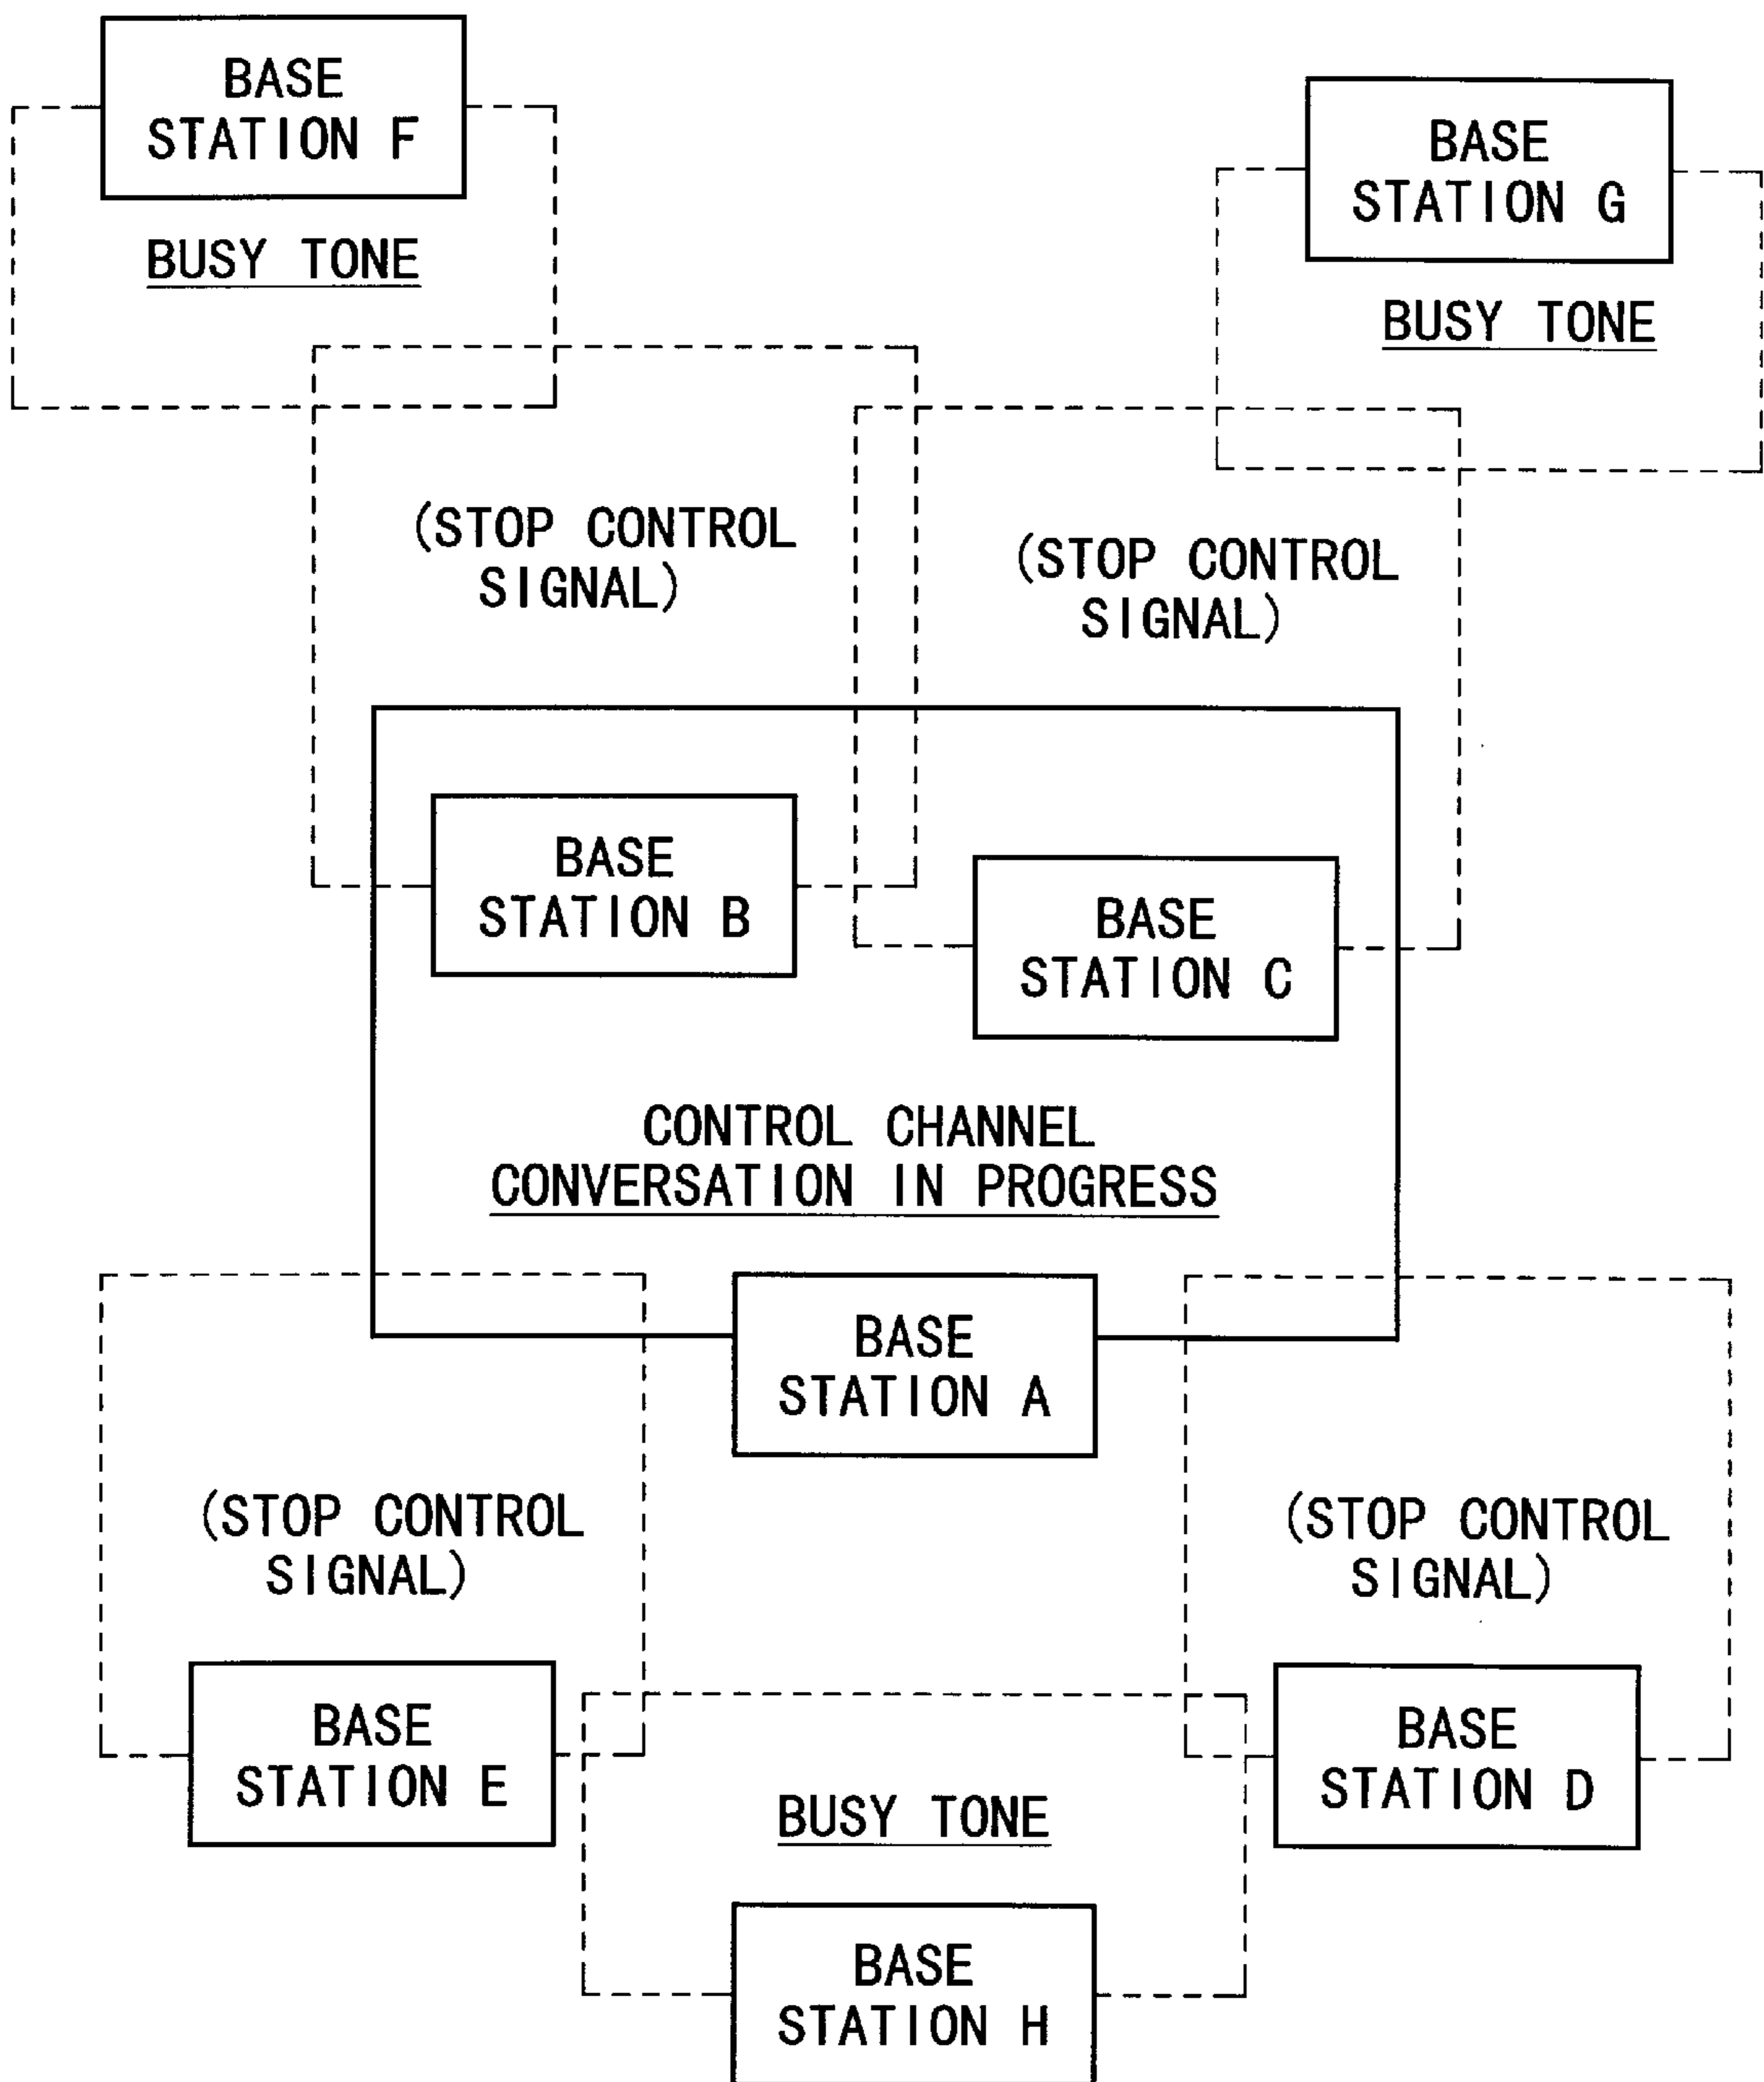 BASE
STATION F
BUSY TONE
BASE
STATION G
BUSY TONE
(STOP CONTROL
SIGNAL)
(STOP CONTROL
SIGNAL)
BASE
STATION B
BASE
STATION C
CONTROL CHANNEL
CONVERSATION IN PROGRESS
BASE
STATION A
(STOP CONTROL
SIGNAL)
(STOP CONTROL
SIGNAL)
BASE
STATION E
BASE
STATION D
BUSY TONE
BASE
STATION H